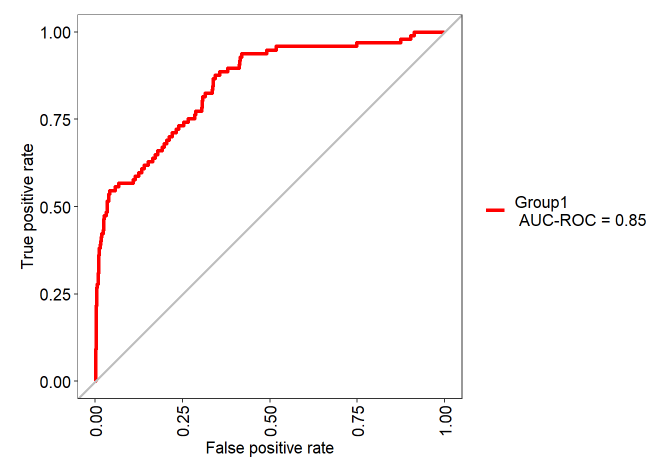 1.00
0.75
0.50
0.25
0.00
True positive rate
0.00
0.25
0.50
0.75
1.00
False positive rate
Group1
AUC-ROC = 0.85